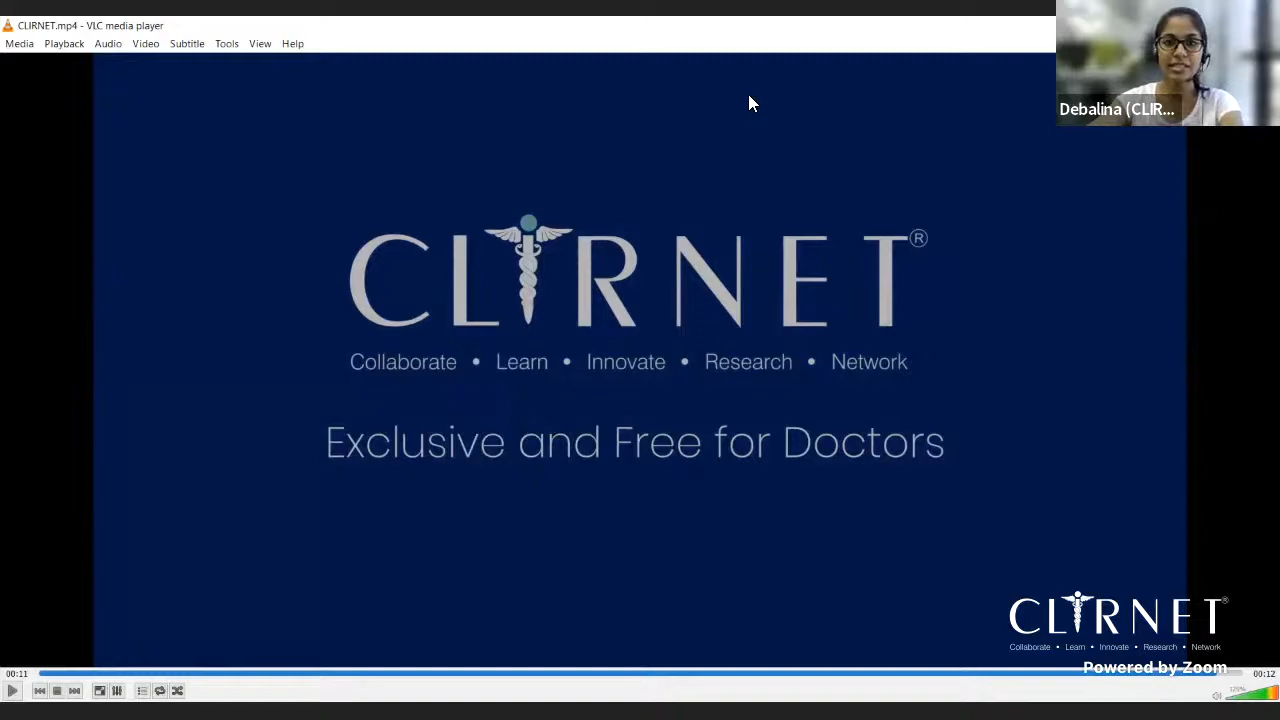 CLIRNET.mp4 - VLC media player
Media Playback Audio Video Subtitle Tools View Help
Debalina (CLIR...
CLIRNET®
Collaborate • Learn • Innovate • Research • Network
Exclusive and Free for Doctors
CLIRNET®
Collaborate • Learn • Innovate • Research • Network
Powered by Zoom
00:11
00:12
129%